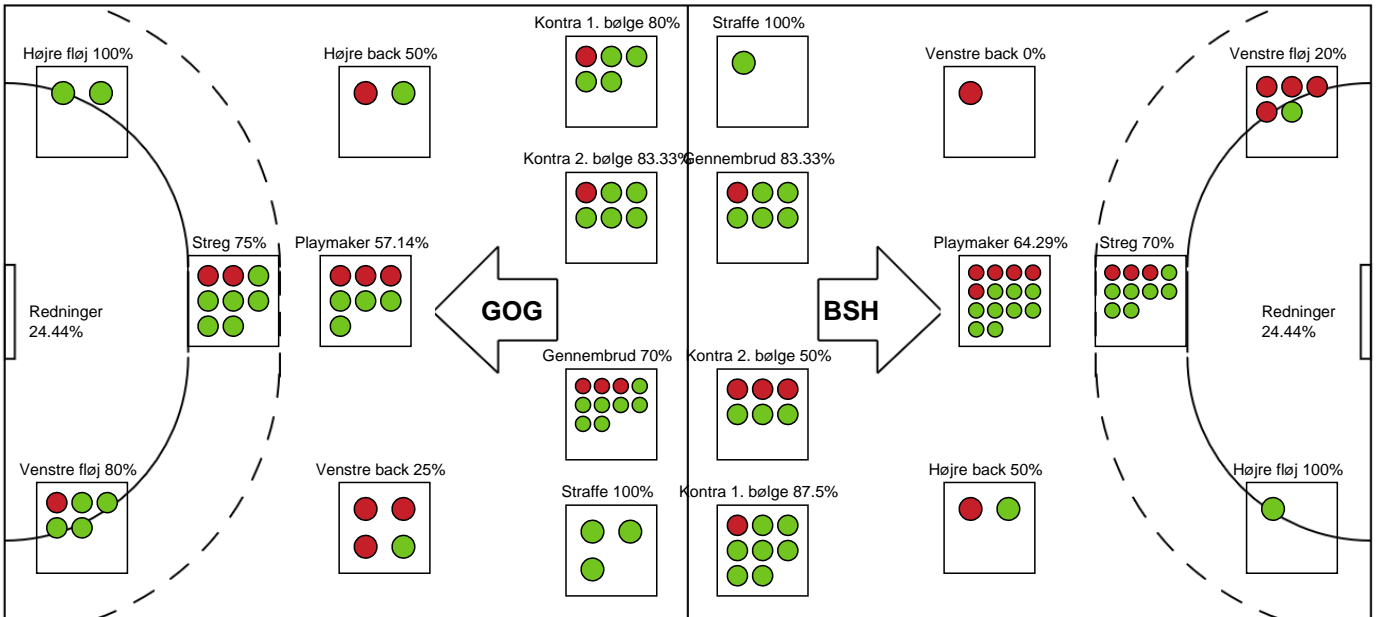 Kontra 1. bølge 80%
Straffe 100%
Højre fløj 100%
Højre back 50%
Venstre back 0%
Venstre fløj 20%
Kontra 2. bølge 83.33%
Gennembrud 83.33%
Streg 75%
Playmaker 57.14%
Playmaker 64.29%
Streg 70%
Redninger
24.44%
GOG
BSH
Redninger
24.44%
Gennembrud 70%
Kontra 2. bølge 50%
Venstre fløj 80%
Venstre back 25%
Straffe 100%
Kontra 1. bølge 87.5%
Højre back 50%
Højre fløj 100%